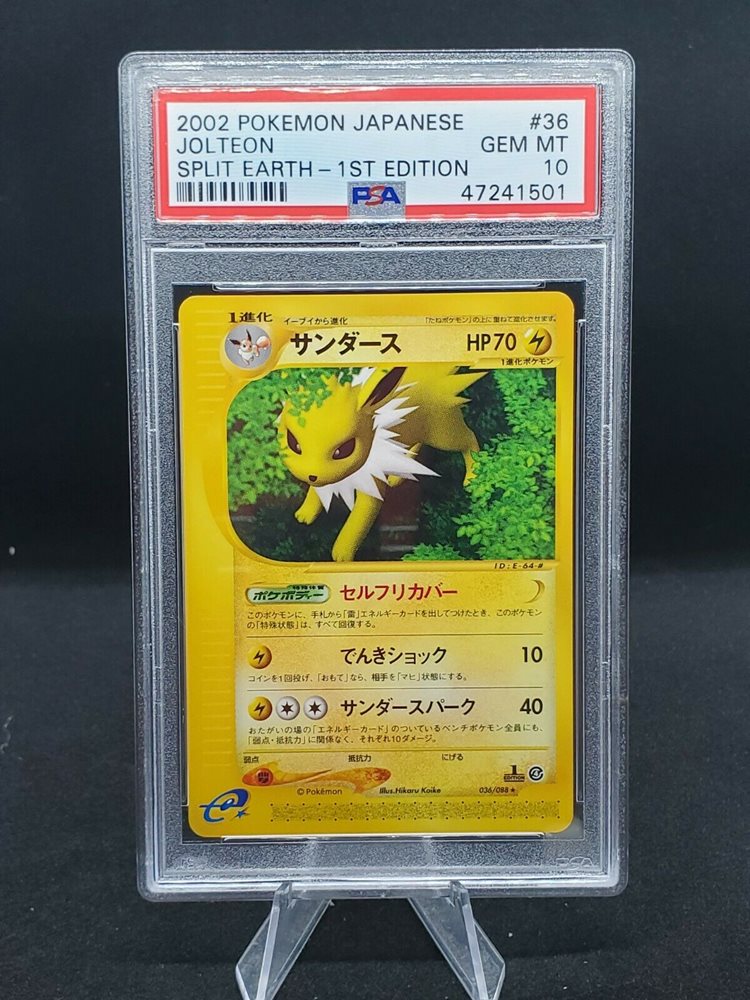 2002 POKEMON JAPANESE #36
JOLTEON GEM MT
SPLIT EARTH - 1ST EDITION 10
PSA 47241501
1進化 イーブイから進化 「たねポケモン」の上に重ねて進化させます。
サンダース HP70
1進化ポケモン
ID:E-64-#
特殊体質
ポケボディー セルフリカバー
このポケモンに、手札から「雷」エネルギーカードを出してつけたとき、このポケモン
の「特殊状態」は、すべて回復する。
でんきショック 10
コインを1回投げ、「おもて」なら、相手を「マヒ」状態にする。
サンダースパーク 40
おたがいの場の「エネルギーカード」のついているベンチポケモン全員にも、
「弱点・抵抗力」に関係なく、それぞれ10ダメージ。
弱点 抵抗力 にげる
1 EDITION
©Pokémon Illus.Hikaru Koike 036/088 ★
e
PSA